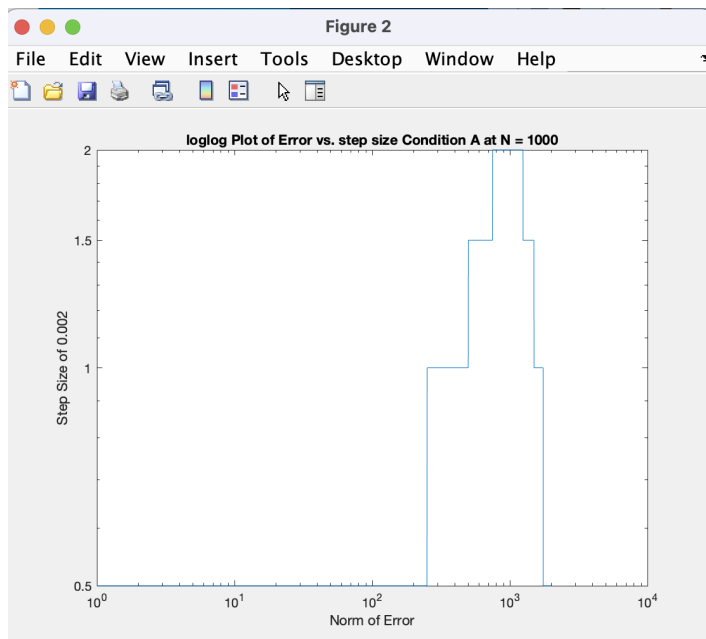 Figure 2
File Edit View Insert Tools Desktop Window Help
loglog Plot of Error vs. step size Condition A at N = 1000
2
1.5
1
0.5
Step Size of 0.002
10^0 10^1 10^2 10^3 10^4
Norm of Error